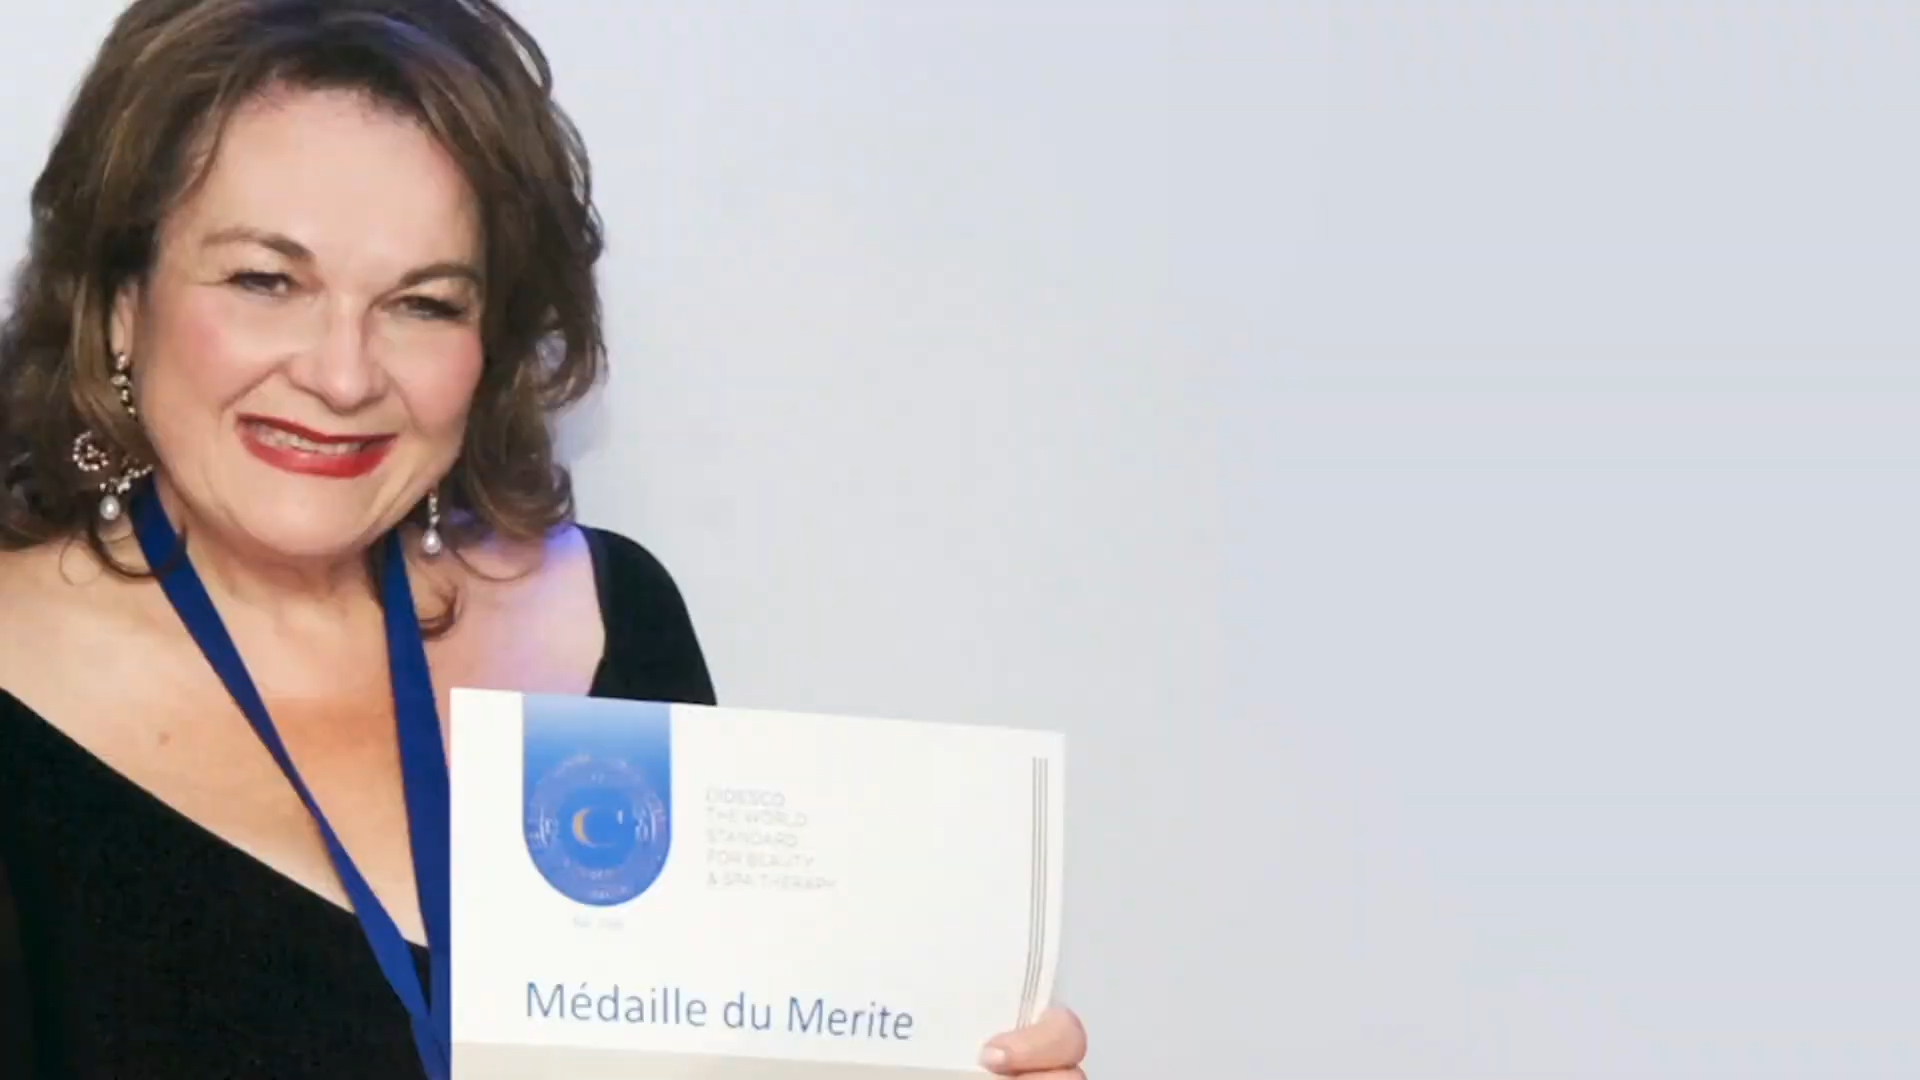 CIDESCO
THE WORLD
STANDARD
FOR BEAUTY
& SPA THERAPY
Médaille du Merite